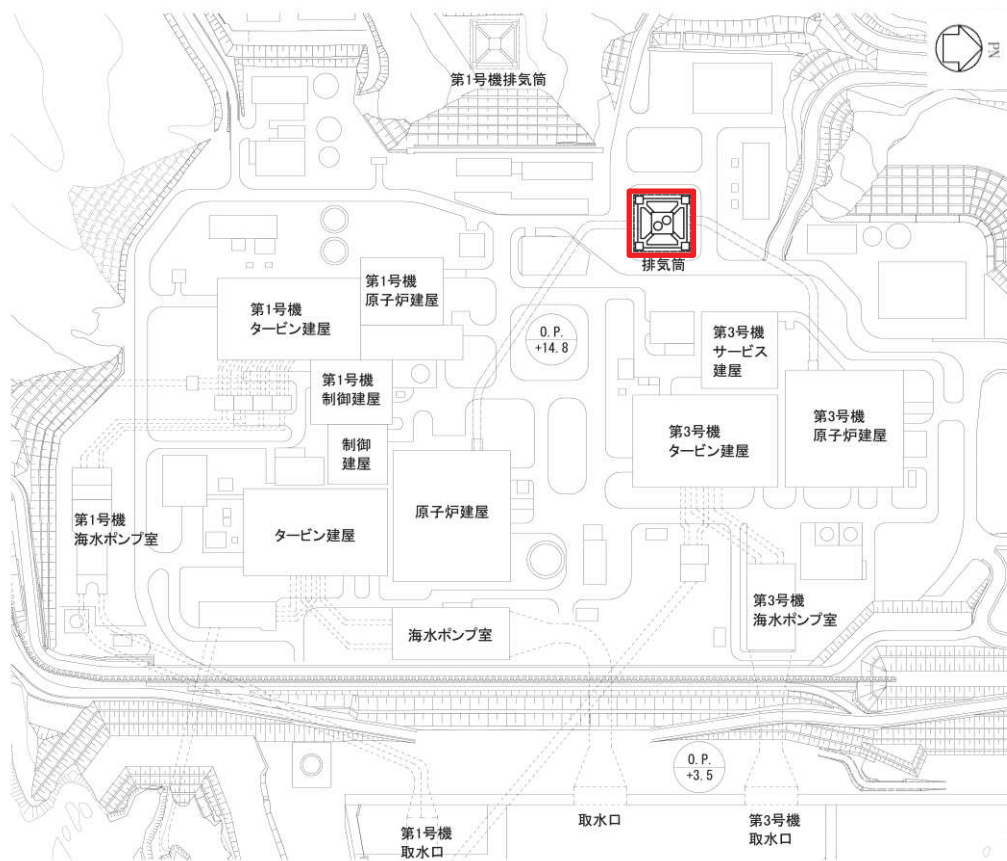 PN
第1号機排気筒
排気筒
第1号機
原子炉建屋
第1号機
タービン建屋
O.P.
+14.8
第3号機
サービス
建屋
第1号機
制御建屋
第3号機
原子炉建屋
第3号機
タービン建屋
制御
建屋
原子炉建屋
第1号機
海水ポンプ室
タービン建屋
第3号機
海水ポンプ室
海水ポンプ室
O.P.
+3.5
取水口
第3号機
取水口
第1号機
取水口